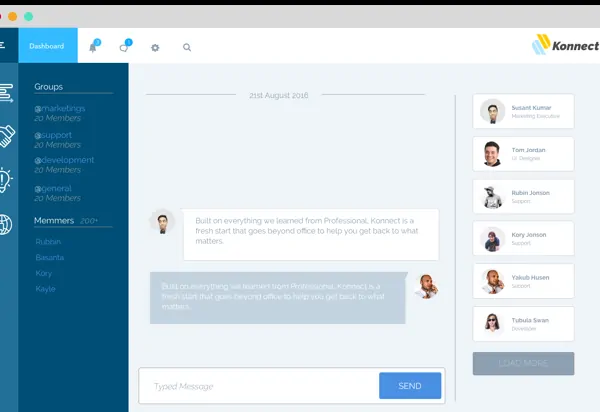 Dashboard
2
1
Konnect
Groups
@marketings
20 Members
@support
20 Members
@development
20 Members
@general
20 Members
Memmers 200+
Rubbin
Basanta
Kory
Kayle
21st August 2016
Built on everything we learned from Professional, Konnect is a
fresh start that goes beyond office to help you get back to what
matters.
Built on everything we learners from Professional, Konnect is a
fresh start that goes beyond office to help you get back to what
matters.
Typed Message
SEND
Susant Kumar
Marketing Executive
Tom Jordan
UI Designer
Rubin Jonson
Support
Kory Jonson
Support
Yakub Husen
Support
Tubula Swan
Developer
LOAD MORE